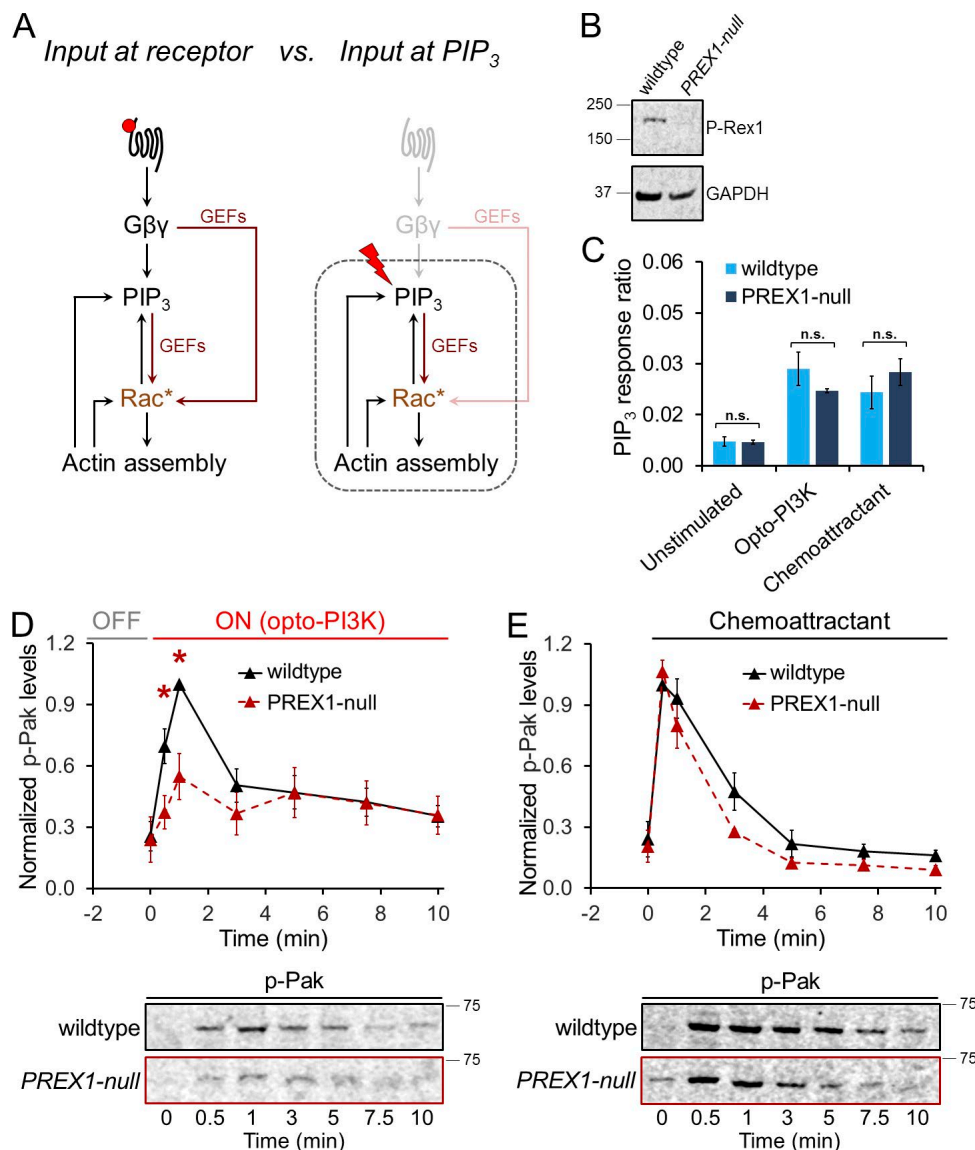 A
Input at receptor vs. Input at PIP3
Gβγ
GEFs
PIP3
GEFs
Rac*
Actin assembly
Gβγ
GEFs
PIP3
GEFs
Rac*
Actin assembly
B
wildtype
PREX1-null
250
150
P-Rex1
37
GAPDH
C
PIP3 response ratio
0.06
0.05
0.03
0.02
0.00
wildtype
PREX1-null
n.s.
n.s.
n.s.
Unstimulated
Opto-PI3K
Chemoattractant
D
OFF
ON (opto-PI3K)
Normalized p-Pak levels
1.2
0.9
0.6
0.3
0.0
wildtype
PREX1-null
*
*
-2 0 2 4 6 8 10
Time (min)
p-Pak
75
wildtype
75
PREX1-null
0 0.5 1 3 5 7.5 10
Time (min)
E
Chemoattractant
Normalized p-Pak levels
1.2
0.9
0.6
0.3
0.0
wildtype
PREX1-null
-2 0 2 4 6 8 10
Time (min)
p-Pak
75
wildtype
75
PREX1-null
0 0.5 1 3 5 7.5 10
Time (min)